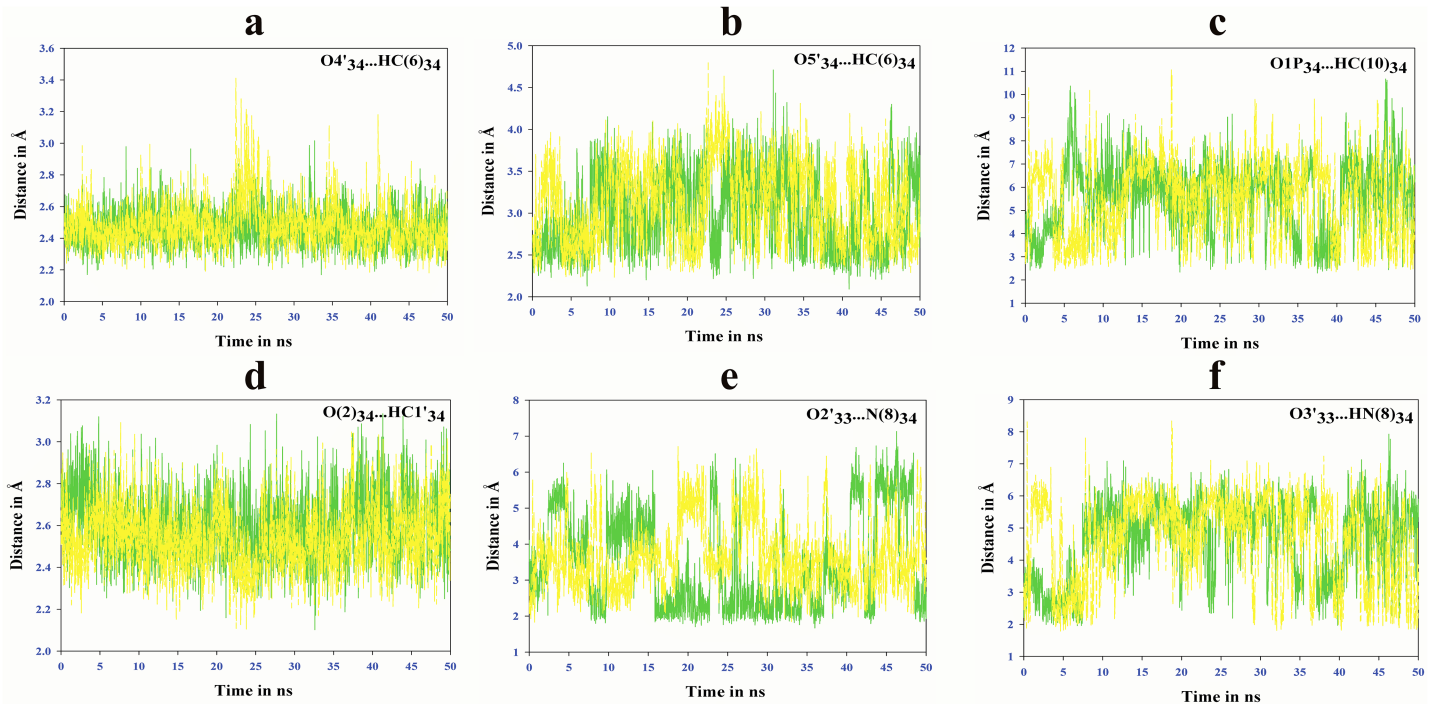 a
O4'34...HC(6)34
Distance in Å
3.6
3.4
3.2
3.0
2.8
2.6
2.4
2.2
2.0
0 5 10 15 20 25 30 35 40 45 50
Time in ns
b
O5'34...HC(6)34
Distance in Å
5.0
4.5
4.0
3.5
3.0
2.5
2.0
0 5 10 15 20 25 30 35 40 45 50
Time in ns
c
O1P34...HC(10)34
Distance in Å
12
11
10
9
8
7
6
5
4
3
2
1
0 5 10 15 20 25 30 35 40 45 50
Time in ns
d
O(2)34...HC1'34
Distance in Å
3.2
3.0
2.8
2.6
2.4
2.2
2.0
0 5 10 15 20 25 30 35 40 45 50
Time in ns
e
O2'33...N(8)34
Distance in Å
8
7
6
5
4
3
2
1
0 5 10 15 20 25 30 35 40 45 50
Time in ns
f
O3'33...HN(8)34
Distance in Å
9
8
7
6
5
4
3
2
1
0 5 10 15 20 25 30 35 40 45 50
Time in ns